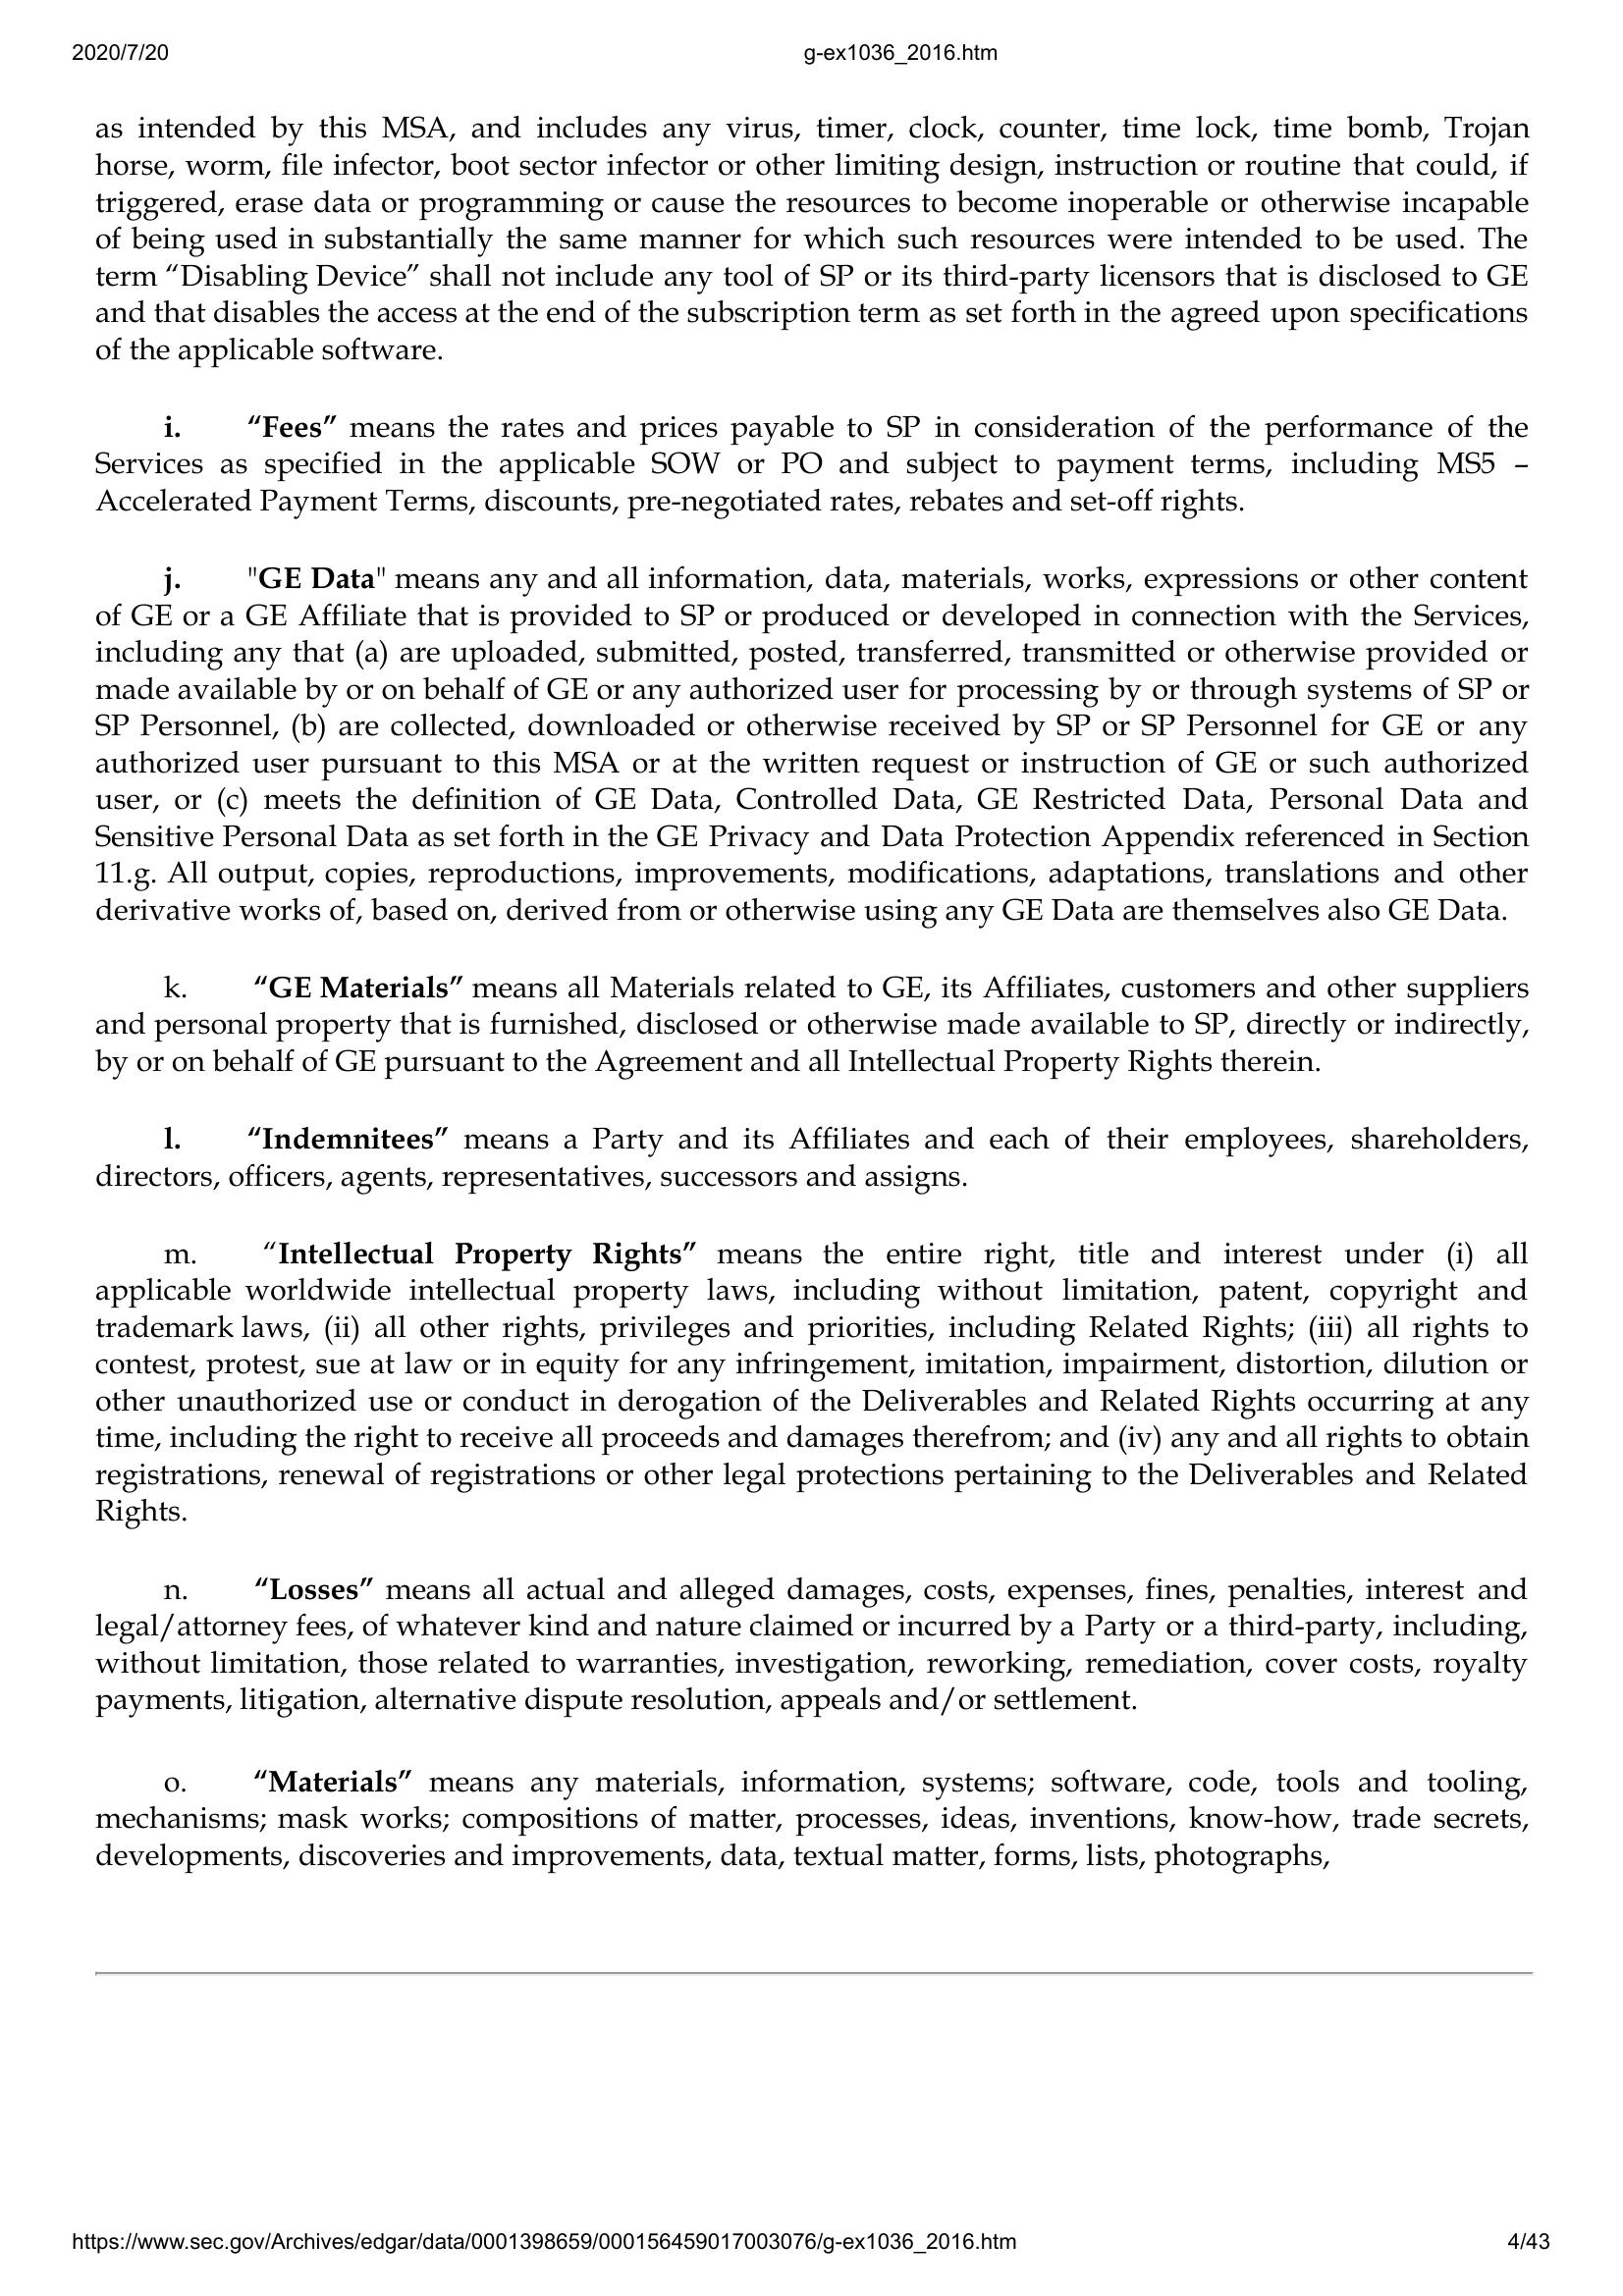 2020/7/20 g-ex1036_2016.htm
as intended by this MSA, and includes any virus, timer, clock, counter, time lock, time bomb, Trojan
horse, worm, file infector, boot sector infector or other limiting design, instruction or routine that could, if
triggered, erase data or programming or cause the resources to become inoperable or otherwise incapable
of being used in substantially the same manner for which such resources were intended to be used. The
term “Disabling Device” shall not include any tool of SP or its third-party licensors that is disclosed to GE
and that disables the access at the end of the subscription term as set forth in the agreed upon specifications
of the applicable software.
i. “Fees” means the rates and prices payable to SP in consideration of the performance of the
Services as specified in the applicable SOW or PO and subject to payment terms, including MS5 –
Accelerated Payment Terms, discounts, pre-negotiated rates, rebates and set-off rights.
j. "GE Data" means any and all information, data, materials, works, expressions or other content
of GE or a GE Affiliate that is provided to SP or produced or developed in connection with the Services,
including any that (a) are uploaded, submitted, posted, transferred, transmitted or otherwise provided or
made available by or on behalf of GE or any authorized user for processing by or through systems of SP or
SP Personnel, (b) are collected, downloaded or otherwise received by SP or SP Personnel for GE or any
authorized user pursuant to this MSA or at the written request or instruction of GE or such authorized
user, or (c) meets the definition of GE Data, Controlled Data, GE Restricted Data, Personal Data and
Sensitive Personal Data as set forth in the GE Privacy and Data Protection Appendix referenced in Section
11.g. All output, copies, reproductions, improvements, modifications, adaptations, translations and other
derivative works of, based on, derived from or otherwise using any GE Data are themselves also GE Data.
k. “GE Materials” means all Materials related to GE, its Affiliates, customers and other suppliers
and personal property that is furnished, disclosed or otherwise made available to SP, directly or indirectly,
by or on behalf of GE pursuant to the Agreement and all Intellectual Property Rights therein.
l. “Indemnitees” means a Party and its Affiliates and each of their employees, shareholders,
directors, officers, agents, representatives, successors and assigns.
m. “Intellectual Property Rights” means the entire right, title and interest under (i) all
applicable worldwide intellectual property laws, including without limitation, patent, copyright and
trademark laws, (ii) all other rights, privileges and priorities, including Related Rights; (iii) all rights to
contest, protest, sue at law or in equity for any infringement, imitation, impairment, distortion, dilution or
other unauthorized use or conduct in derogation of the Deliverables and Related Rights occurring at any
time, including the right to receive all proceeds and damages therefrom; and (iv) any and all rights to obtain
registrations, renewal of registrations or other legal protections pertaining to the Deliverables and Related
Rights.
n. “Losses” means all actual and alleged damages, costs, expenses, fines, penalties, interest and
legal/attorney fees, of whatever kind and nature claimed or incurred by a Party or a third-party, including,
without limitation, those related to warranties, investigation, reworking, remediation, cover costs, royalty
payments, litigation, alternative dispute resolution, appeals and/or settlement.
o. “Materials” means any materials, information, systems; software, code, tools and tooling,
mechanisms; mask works; compositions of matter, processes, ideas, inventions, know-how, trade secrets,
developments, discoveries and improvements, data, textual matter, forms, lists, photographs,
https://www.sec.gov/Archives/edgar/data/0001398659/000156459017003076/g-ex1036_2016.htm 4/43